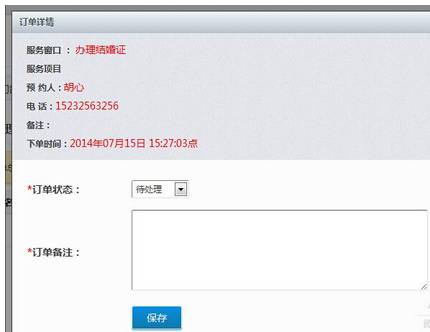 订单详情
服务窗口 ： 办理结婚证
服务项目
预 约人：胡心
电 话：15232563256
备注：
下单时间：2014年07月15日 15:27:03点
*订单状态： 待处理
*订单备注：
保存